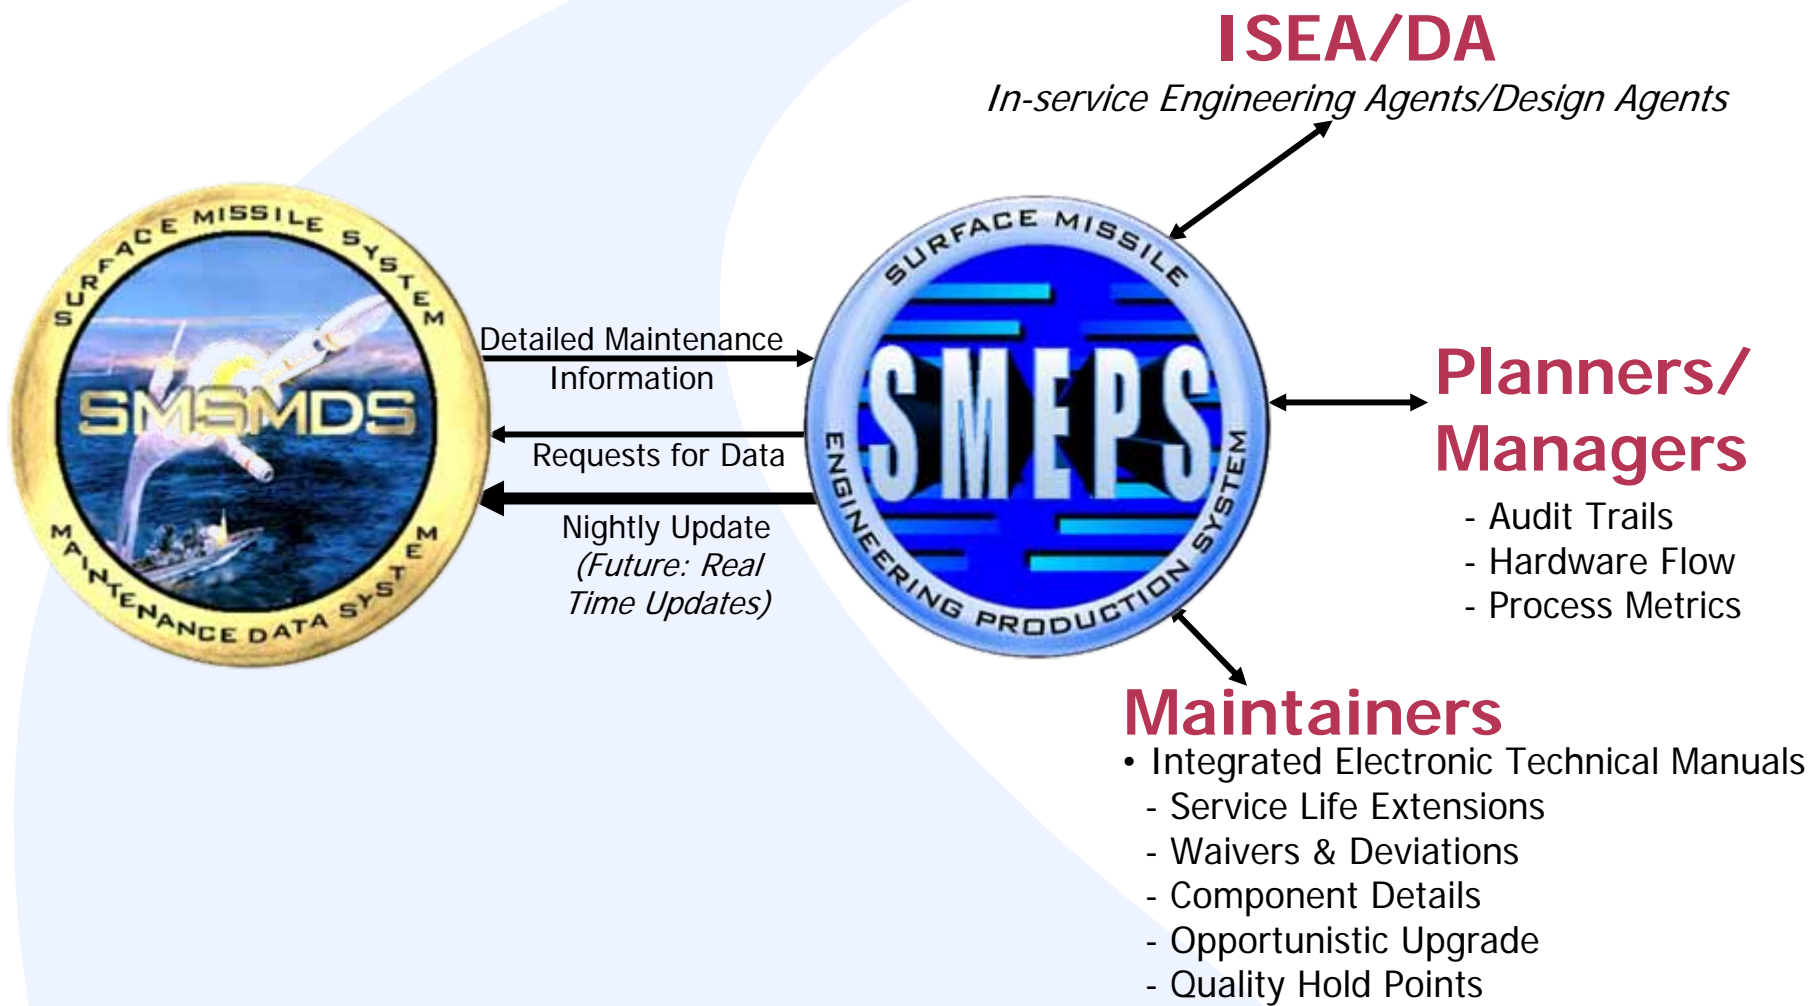 ISEA/DA
In-service Engineering Agents/Design Agents
SURFACE MISSILE SYSTEM
SMSMDS
MAINTENANCE DATA SYSTEM
Detailed Maintenance
Information
Requests for Data
Nightly Update
(Future: Real
Time Updates)
SURFACE MISSILE
SMEPS
ENGINEERING PRODUCTION SYSTEM
Planners/
Managers
- Audit Trails
- Hardware Flow
- Process Metrics
Maintainers
• Integrated Electronic Technical Manuals
- Service Life Extensions
- Waivers & Deviations
- Component Details
- Opportunistic Upgrade
- Quality Hold Points